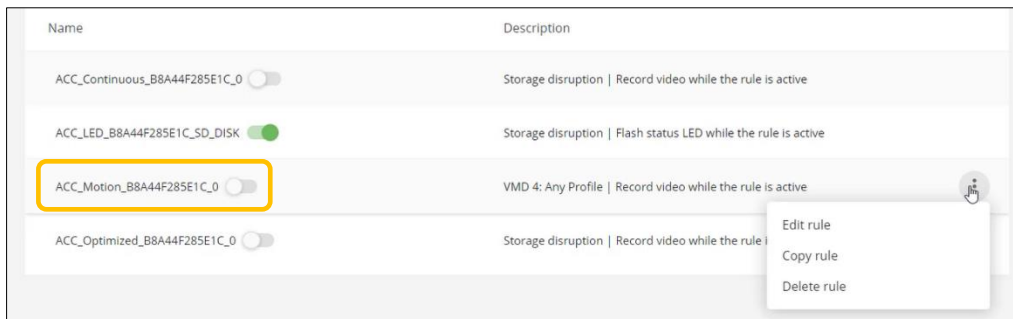 Name Description
ACC_Continuous_B8A44F285E1C_0 Storage disruption | Record video while the rule is active
ACC_LED_B8A44F285E1C_SD_DISK Storage disruption | Flash status LED while the rule is active
ACC_Motion_B8A44F285E1C_0 VMD 4: Any Profile | Record video while the rule is active
Edit rule
ACC_Optimized_B8A44F285E1C_0 Storage disruption | Record video while the rule i
Copy rule
Delete rule